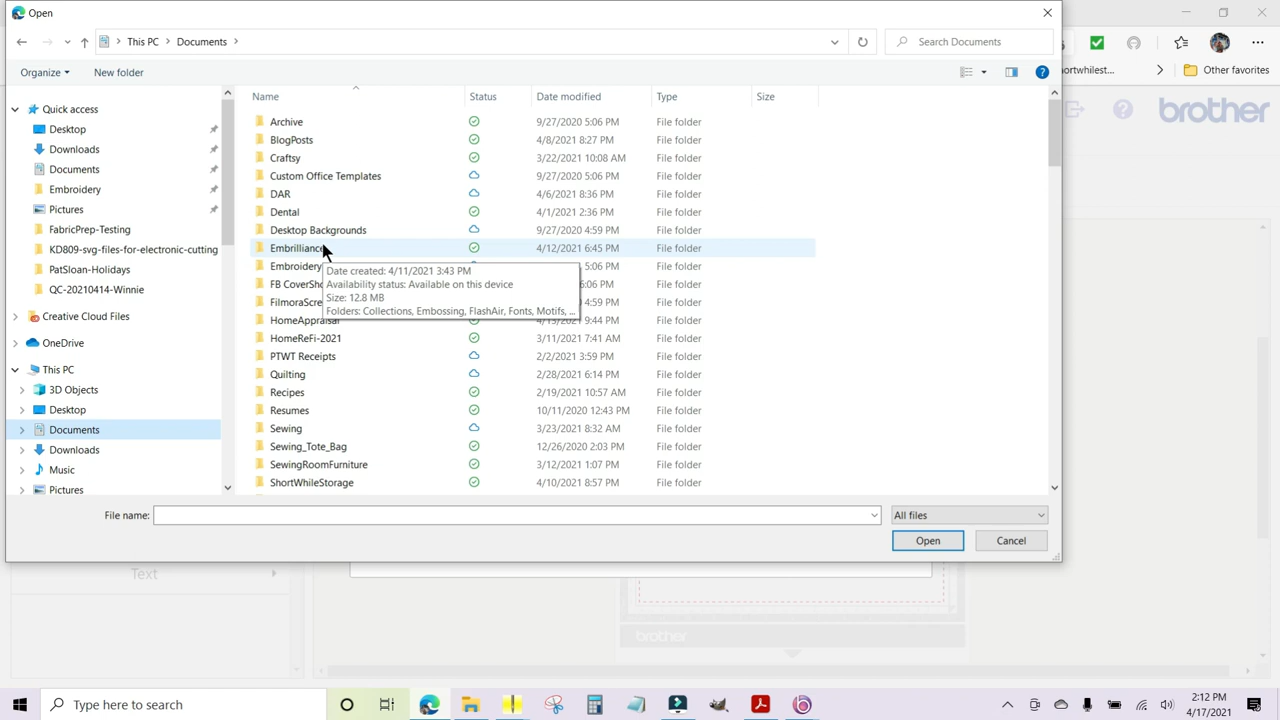 Open
This PC > Documents >
Search Documents
Organize
New folder
Name Status Date modified Type Size
Quick access
Desktop
Downloads
Documents
Embroidery
Pictures
FabricPrep-Testing
KD809-svg-files-for-electronic-cutting
PatSloan-Holidays
QC-20210414-Winnie
Creative Cloud Files
OneDrive
This PC
3D Objects
Desktop
Documents
Downloads
Music
Pictures
Archive 9/27/2020 5:06 PM File folder
BlogPosts 4/8/2021 8:27 PM File folder
Craftsy 3/22/2021 10:08 AM File folder
Custom Office Templates 9/27/2020 5:06 PM File folder
DAR 4/6/2021 8:36 PM File folder
Dental 4/1/2021 2:36 PM File folder
Desktop Backgrounds 9/27/2020 4:59 PM File folder
Embrilliance 4/12/2021 6:45 PM File folder
Embroidery 5:06 PM File folder
FB CoverSho 6:06 PM File folder
FilmoraScre 4:59 PM File folder
HomeAppraisal 4/13/2021 9:44 PM File folder
HomeReFi-2021 3/11/2021 7:41 AM File folder
PTWT Receipts 2/2/2021 3:59 PM File folder
Quilting 2/28/2021 6:14 PM File folder
Recipes 2/19/2021 10:57 AM File folder
Resumes 10/11/2020 12:43 PM File folder
Sewing 3/23/2021 8:32 AM File folder
Sewing_Tote_Bag 12/26/2020 2:03 PM File folder
SewingRoomFurniture 3/12/2021 1:07 PM File folder
ShortWhileStorage 4/10/2021 8:57 PM File folder
Date created: 4/11/2021 3:43 PM
Availability status: Available on this device
Size: 12.8 MB
Folders: Collections, Embossing, FlashAir, Fonts, Motifs, ...
File name:
All files
Open
Cancel
ortwhilest...
Other favorites
brother
Text
brother
Type here to search
2:12 PM
4/17/2021